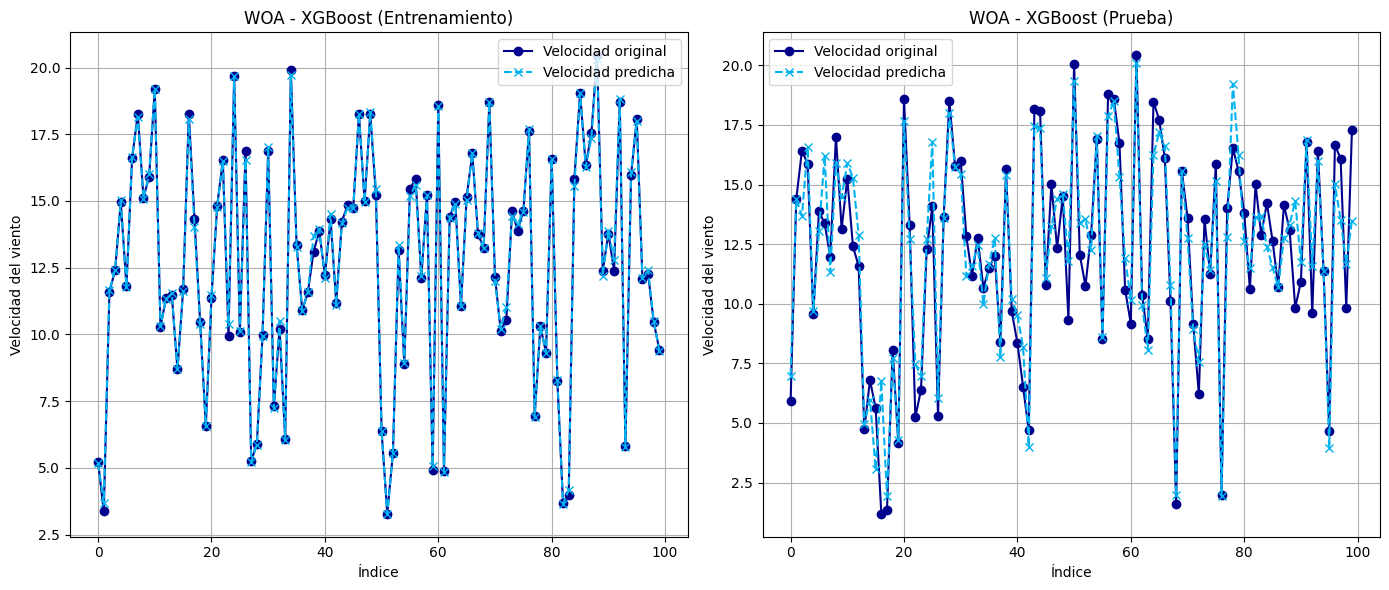 WOA - XGBoost (Entrenamiento)
Velocidad original
Velocidad predicha
Velocidad del viento
20.0
17.5
15.0
12.5
10.0
7.5
5.0
2.5
0
20
40
60
80
100
Índice
WOA - XGBoost (Prueba)
Velocidad original
Velocidad predicha
Velocidad del viento
20.0
17.5
15.0
12.5
10.0
7.5
5.0
2.5
0
20
40
60
80
100
Índice